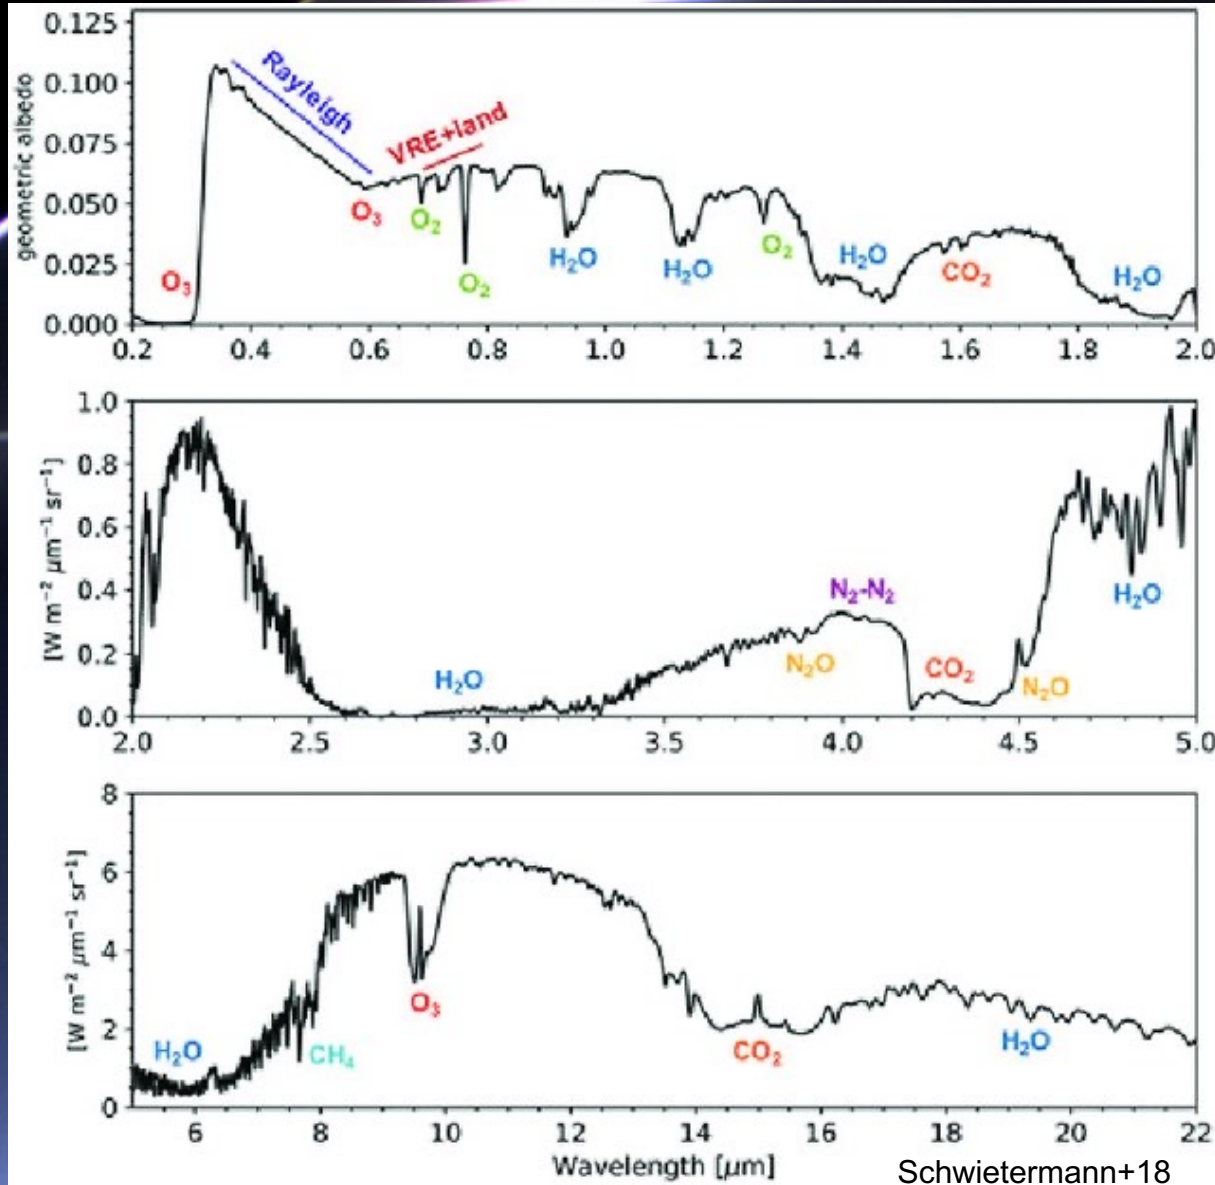 0.125
0.100
0.075
0.050
0.025
0.000
geometric albedo
Rayleigh
VRE+land
O₃
O₃
O₂
O₂
H₂O
H₂O
O₂
H₂O
CO₂
H₂O
0.2 0.4 0.6 0.8 1.0 1.2 1.4 1.6 1.8 2.0
1.0
0.8
0.6
0.4
0.2
0.0
[W m⁻² μm⁻¹ sr⁻¹]
H₂O
N₂-N₂
N₂O
CO₂
N₂O
H₂O
2.0 2.5 3.0 3.5 4.0 4.5 5.0
8
6
4
2
0
[W m⁻² μm⁻¹ sr⁻¹]
H₂O
CH₄
O₃
CO₂
H₂O
6 8 10 12 14 16 18 20 22
Wavelength [μm]
Schwietermann+18